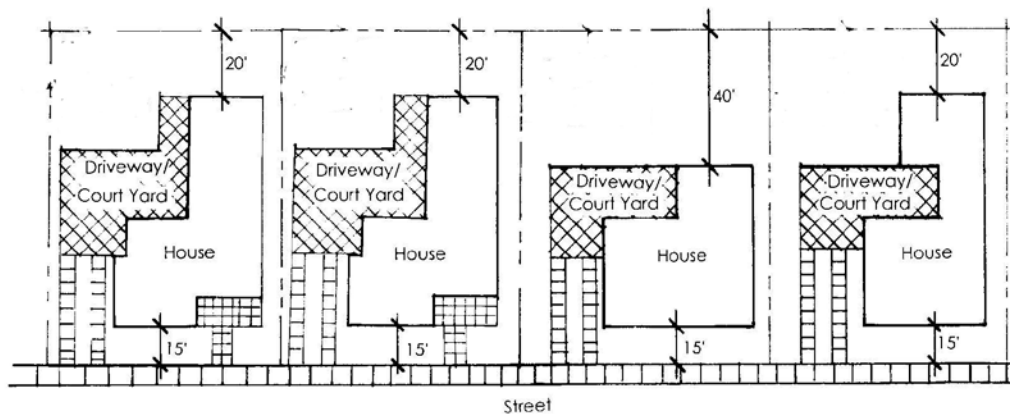 20'
20'
40'
20'
Driveway/
Court Yard
Driveway/
Court Yard
Driveway/
Court Yard
Driveway/
Court Yard
House
House
House
House
15'
15'
15'
15'
Street